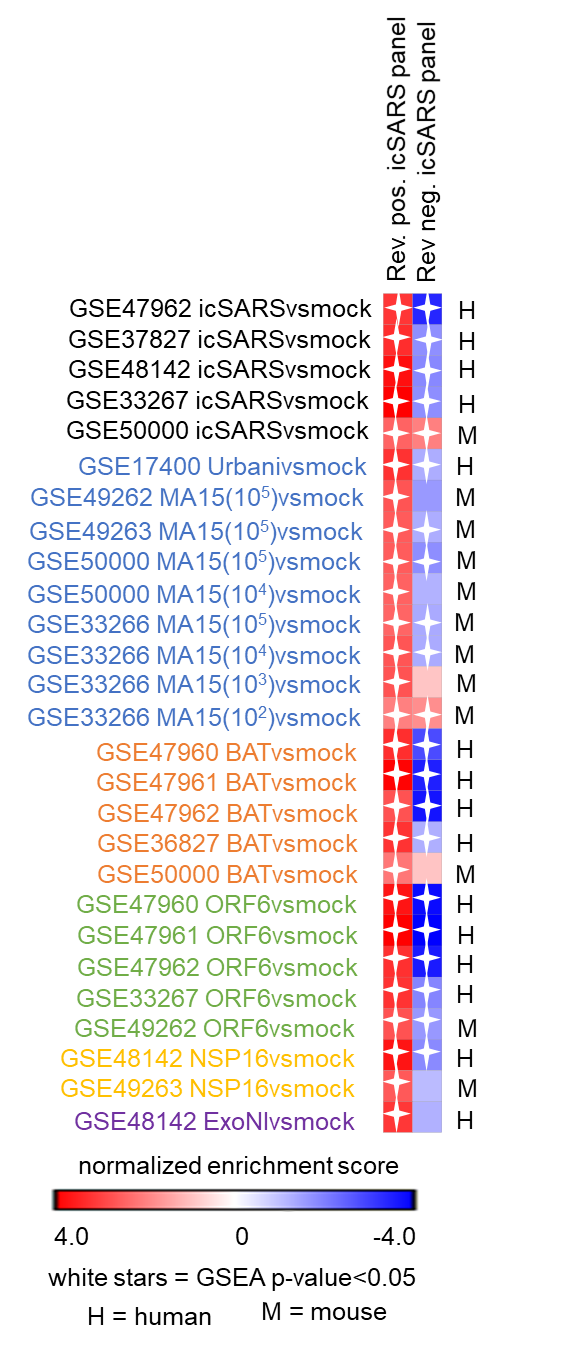 Rev. pos. icSARS panel
Rev neg. icSARS panel
GSE47962 icSARSvsmock H
GSE37827 icSARSvsmock H
GSE48142 icSARSvsmock H
GSE33267 icSARSvsmock H
GSE50000 icSARSvsmock M
GSE17400 Urbanivsmock H
GSE49262 MA15(10⁵)vsmock M
GSE49263 MA15(10⁵)vsmock M
GSE50000 MA15(10⁵)vsmock M
GSE50000 MA15(10⁴)vsmock M
GSE33266 MA15(10⁵)vsmock M
GSE33266 MA15(10⁴)vsmock M
GSE33266 MA15(10³)vsmock M
GSE33266 MA15(10²)vsmock M
GSE47960 BATvsmock H
GSE47961 BATvsmock H
GSE47962 BATvsmock H
GSE36827 BATvsmock H
GSE50000 BATvsmock M
GSE47960 ORF6vsmock H
GSE47961 ORF6vsmock H
GSE47962 ORF6vsmock H
GSE33267 ORF6vsmock H
GSE49262 ORF6vsmock M
GSE48142 NSP16vsmock H
GSE49263 NSP16vsmock M
GSE48142 ExoNIvsmock H
normalized enrichment score
4.0 0 -4.0
white stars = GSEA p-value<0.05
H = human M = mouse